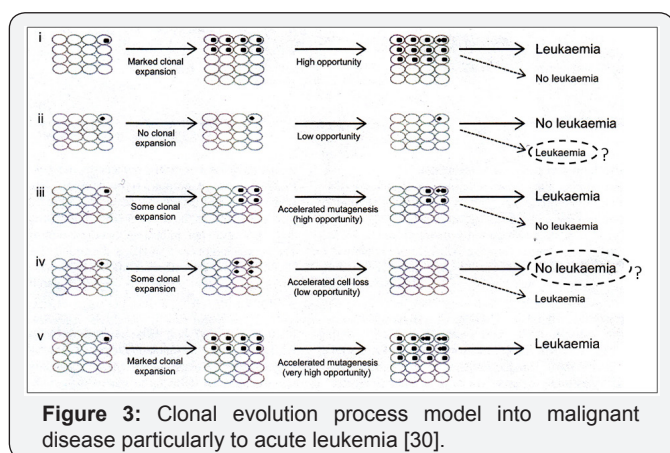 i
Marked clonal
expansion
High opportunity
Leukaemia
No leukaemia
ii
No clonal
expansion
Low opportunity
No leukaemia
Leukaemia ?
iii
Some clonal
expansion
Accelerated mutagenesis
(high opportunity)
Leukaemia
No leukaemia
iv
Some clonal
expansion
Accelerated cell loss
(low opportunity)
No leukaemia ?
Leukaemia
v
Marked clonal
expansion
Accelerated mutagenesis
(very high opportunity)
Leukaemia
Figure 3: Clonal evolution process model into malignant
disease particularly to acute leukemia [30].